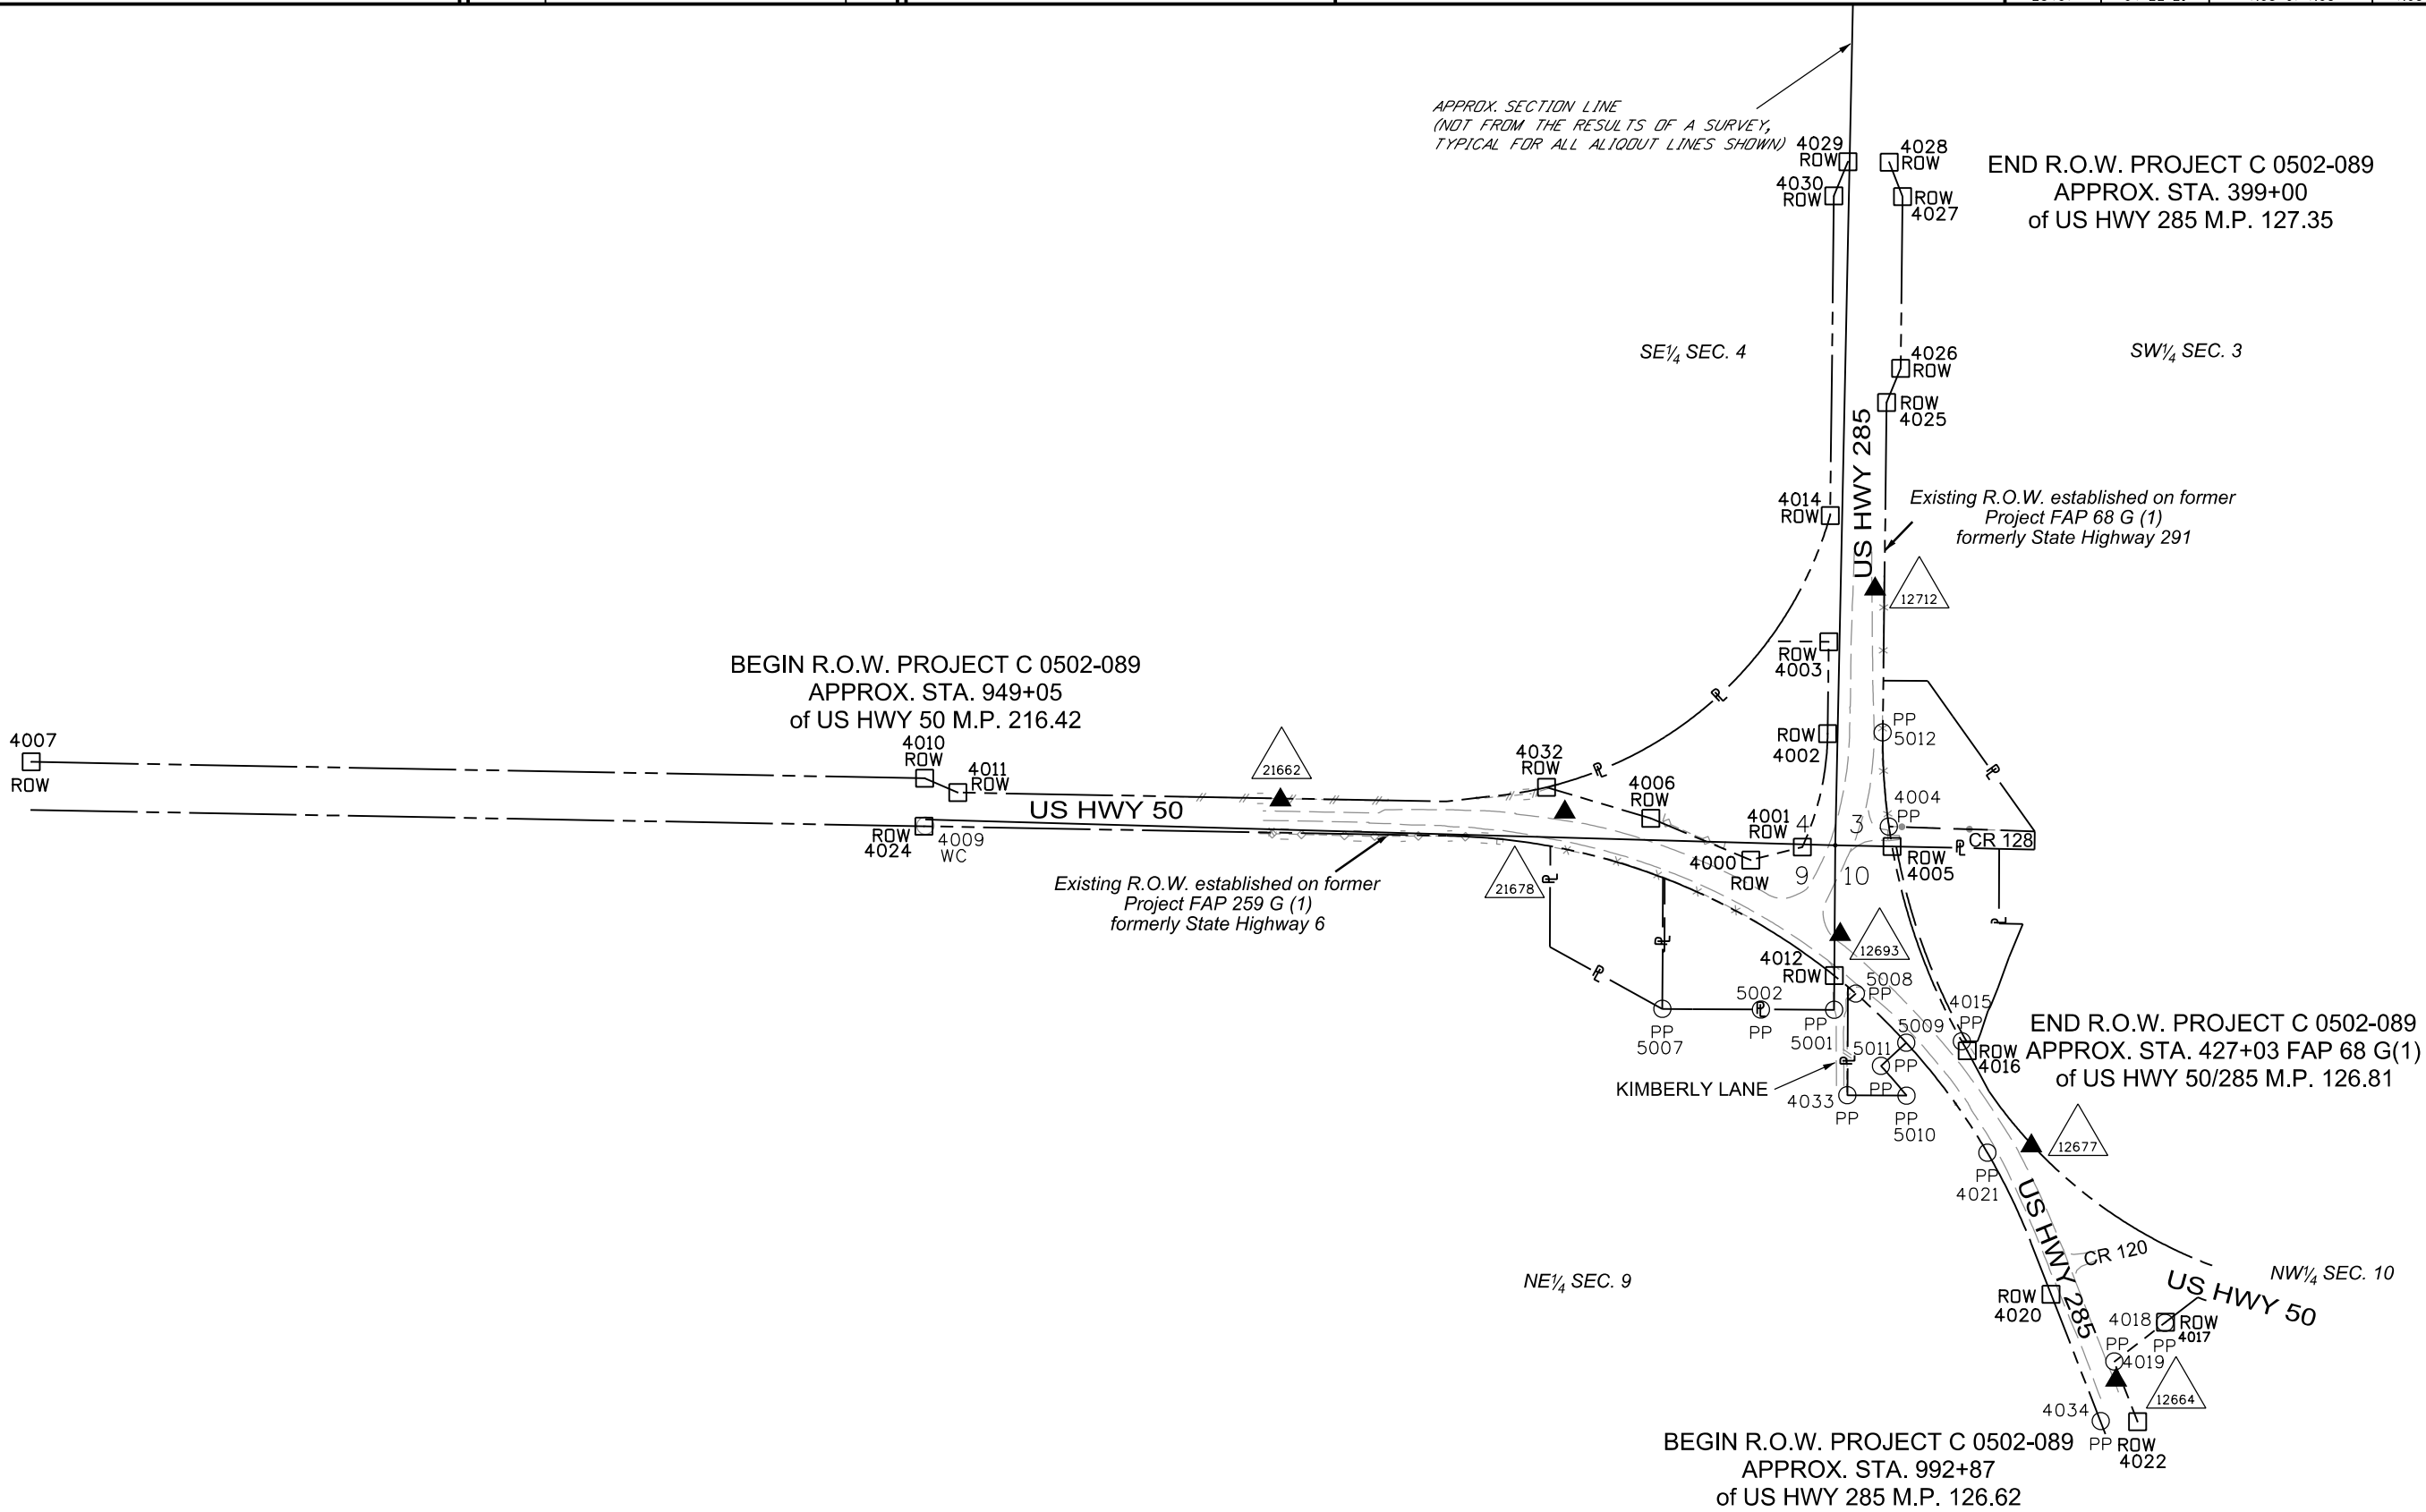 APPROX. SECTION LINE
(NOT FROM THE RESULTS OF A SURVEY,
TYPICAL FOR ALL ALIQOUT LINES SHOWN)
4029
ROW
4028
ROW
4030
ROW
ROW
4027
END R.O.W. PROJECT C 0502-089
APPROX. STA. 399+00
of US HWY 285 M.P. 127.35
SE¼ SEC. 4
4026
ROW
SW¼ SEC. 3
ROW
4025
US HWY 285
4014
ROW
Existing R.O.W. established on former
Project FAP 68 G (1)
formerly State Highway 291
12712
ROW
4003
BEGIN R.O.W. PROJECT C 0502-089
APPROX. STA. 949+05
of US HWY 50 M.P. 216.42
PL
4007
ROW
4010
ROW
4011
ROW
21662
4032
ROW
PL
4006
ROW
ROW
4002
PP
5012
PL
US HWY 50
4001
ROW
4
3
4004
PP
CR 128
PL
ROW
4024
4009
WC
4000
ROW
9
10
ROW
4005
21678
PL
Existing R.O.W. established on former
Project FAP 259 G (1)
formerly State Highway 6
PL
PL
12693
4012
ROW
PL
5008
PP
5002
PL
PP
PP
5007
PP
5001
5009
4015
PP
5011
PP
PL
ROW
4016
END R.O.W. PROJECT C 0502-089
APPROX. STA. 427+03 FAP 68 G(1)
of US HWY 50/285 M.P. 126.81
KIMBERLY LANE
4033
PP
PP
PP
5010
12677
PP
4021
US HWY 285
CR 120
NE¼ SEC. 9
NW¼ SEC. 10
US HWY 50
ROW
4020
4018
PP
ROW
4017
PP
4019
12664
4034
PP
ROW
4022
BEGIN R.O.W. PROJECT C 0502-089
APPROX. STA. 992+87
of US HWY 285 M.P. 126.62